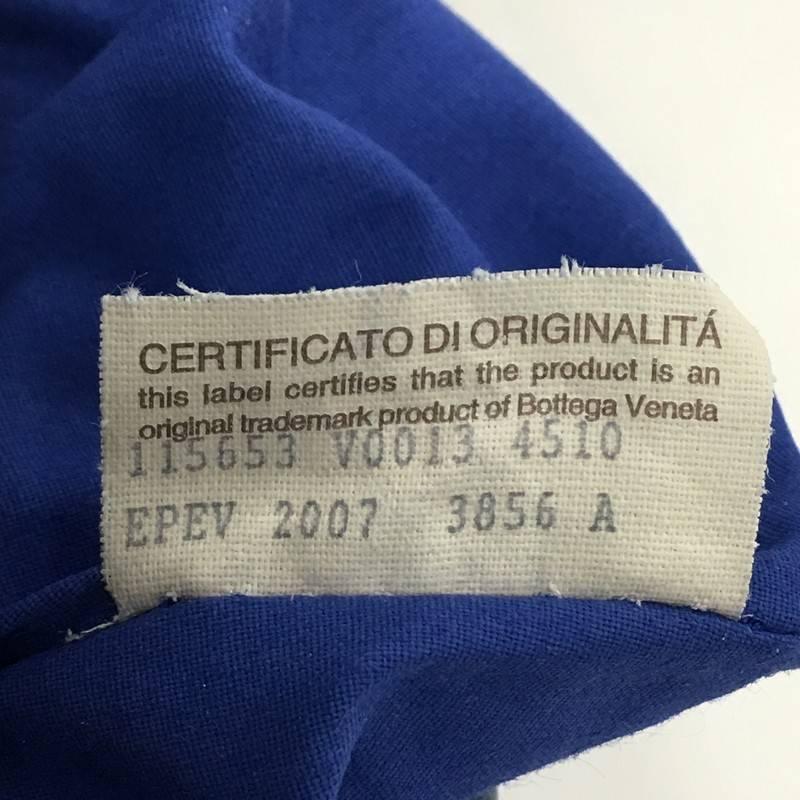 CERTIFICATO DI ORIGINALITÁ
this label certifies that the product is an
original trademark product of Bottega Veneta
115653 V0013 4510
EPEV 2007 3856 A